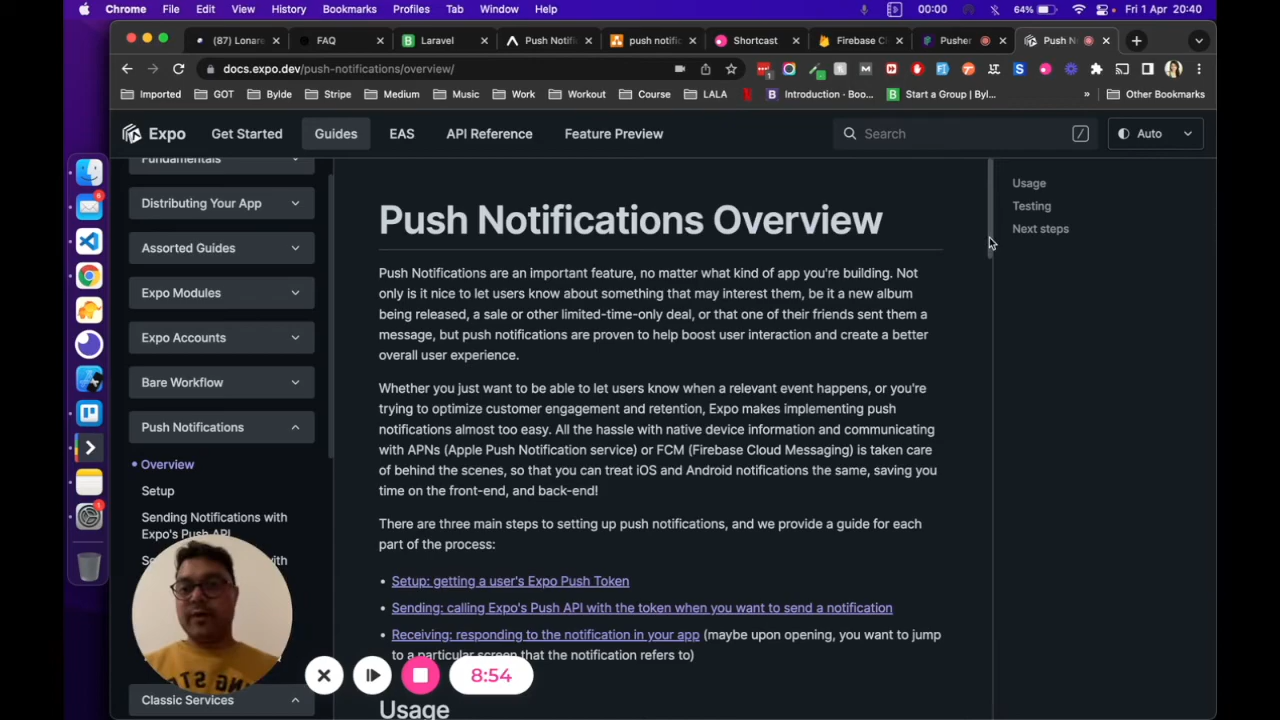 Chrome File Edit View History Bookmarks Profiles Tab Window Help 00:00 64% Fri 1 Apr 20:40
(87) Lonare FAQ Laravel Push Notifi push notific Shortcast Firebase Cl Pusher Push N
docs.expo.dev/push-notifications/overview/
Imported GOT Bylde Stripe Medium Music Work Workout Course LALA Introduction - Boo... Start a Group | Byl... » Other Bookmarks
Expo Get Started Guides EAS API Reference Feature Preview Search / Auto
Fundamentals
Distributing Your App
Assorted Guides
Expo Modules
Expo Accounts
Bare Workflow
Push Notifications
• Overview
Setup
Sending Notifications with
Expo's Push API
with
Classic Services
Push Notifications Overview
Push Notifications are an important feature, no matter what kind of app you're building. Not
only is it nice to let users know about something that may interest them, be it a new album
being released, a sale or other limited-time-only deal, or that one of their friends sent them a
message, but push notifications are proven to help boost user interaction and create a better
overall user experience.
Whether you just want to be able to let users know when a relevant event happens, or you're
trying to optimize customer engagement and retention, Expo makes implementing push
notifications almost too easy. All the hassle with native device information and communicating
with APNs (Apple Push Notification service) or FCM (Firebase Cloud Messaging) is taken care
of behind the scenes, so that you can treat iOS and Android notifications the same, saving you
time on the front-end, and back-end!
There are three main steps to setting up push notifications, and we provide a guide for each
part of the process:
• Setup: getting a user's Expo Push Token
• Sending: calling Expo's Push API with the token when you want to send a notification
• Receiving: responding to the notification in your app (maybe upon opening, you want to jump
to a particular screen that the notification refers to)
Usage
Usage
Testing
Next steps
8:54